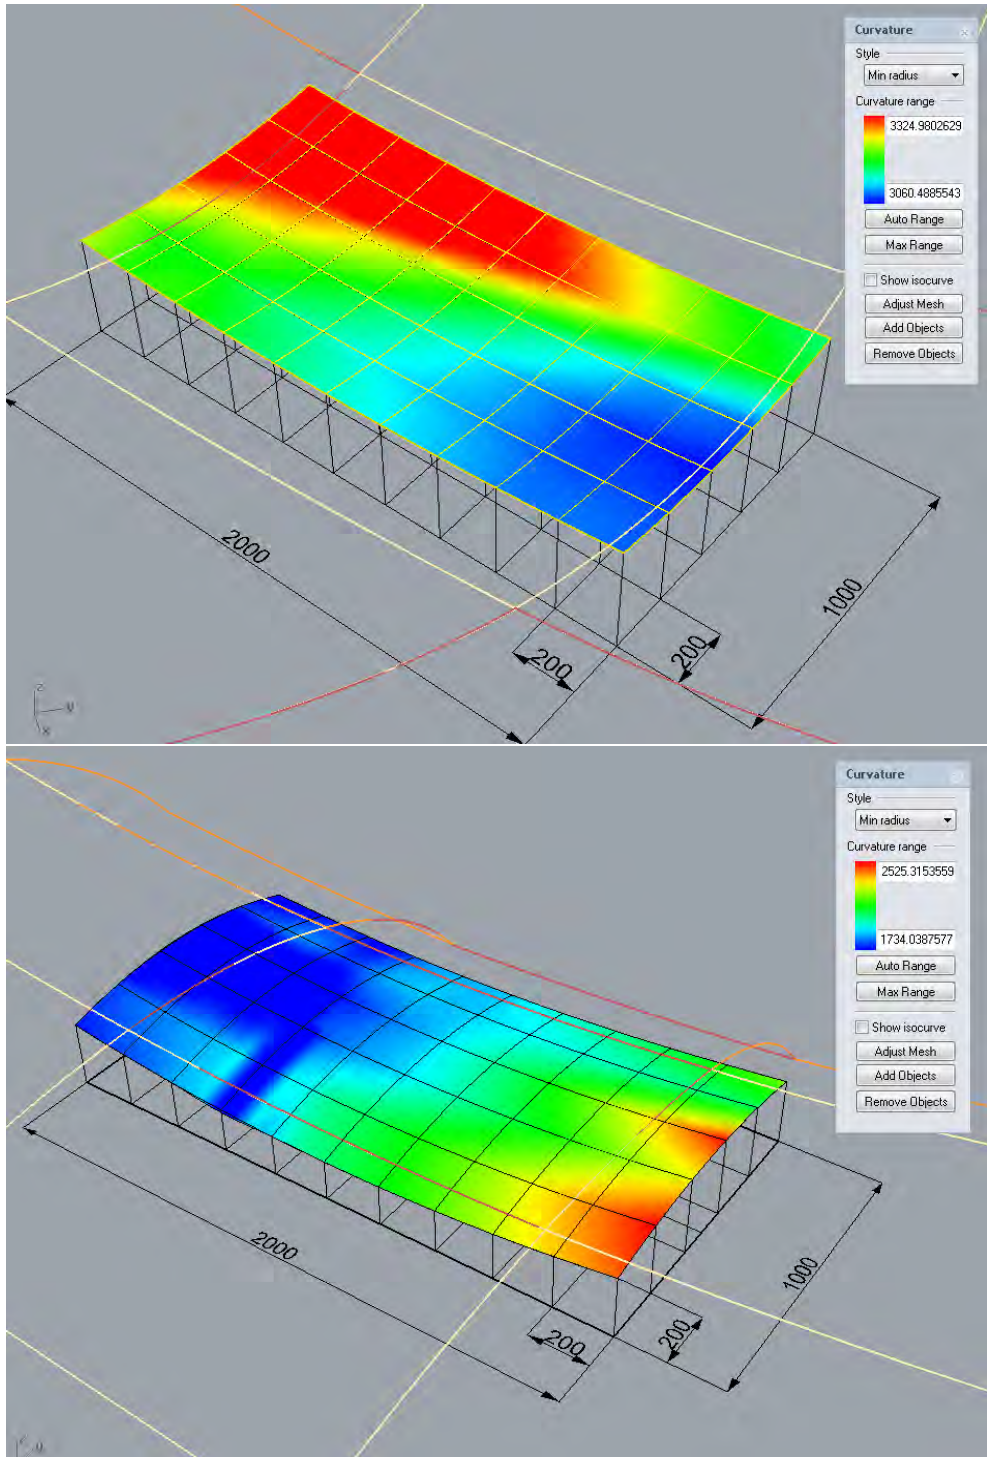 Curvature
Style
Min radius
Curvature range
3324.9802629
3060.4885543
Auto Range
Max Range
Show isocurve
Adjust Mesh
Add Objects
Remove Objects
2000
200
200
1000
z
y
x
Curvature
Style
Min radius
Curvature range
2525.3153559
1734.0387577
Auto Range
Max Range
Show isocurve
Adjust Mesh
Add Objects
Remove Objects
2000
200
200
1000